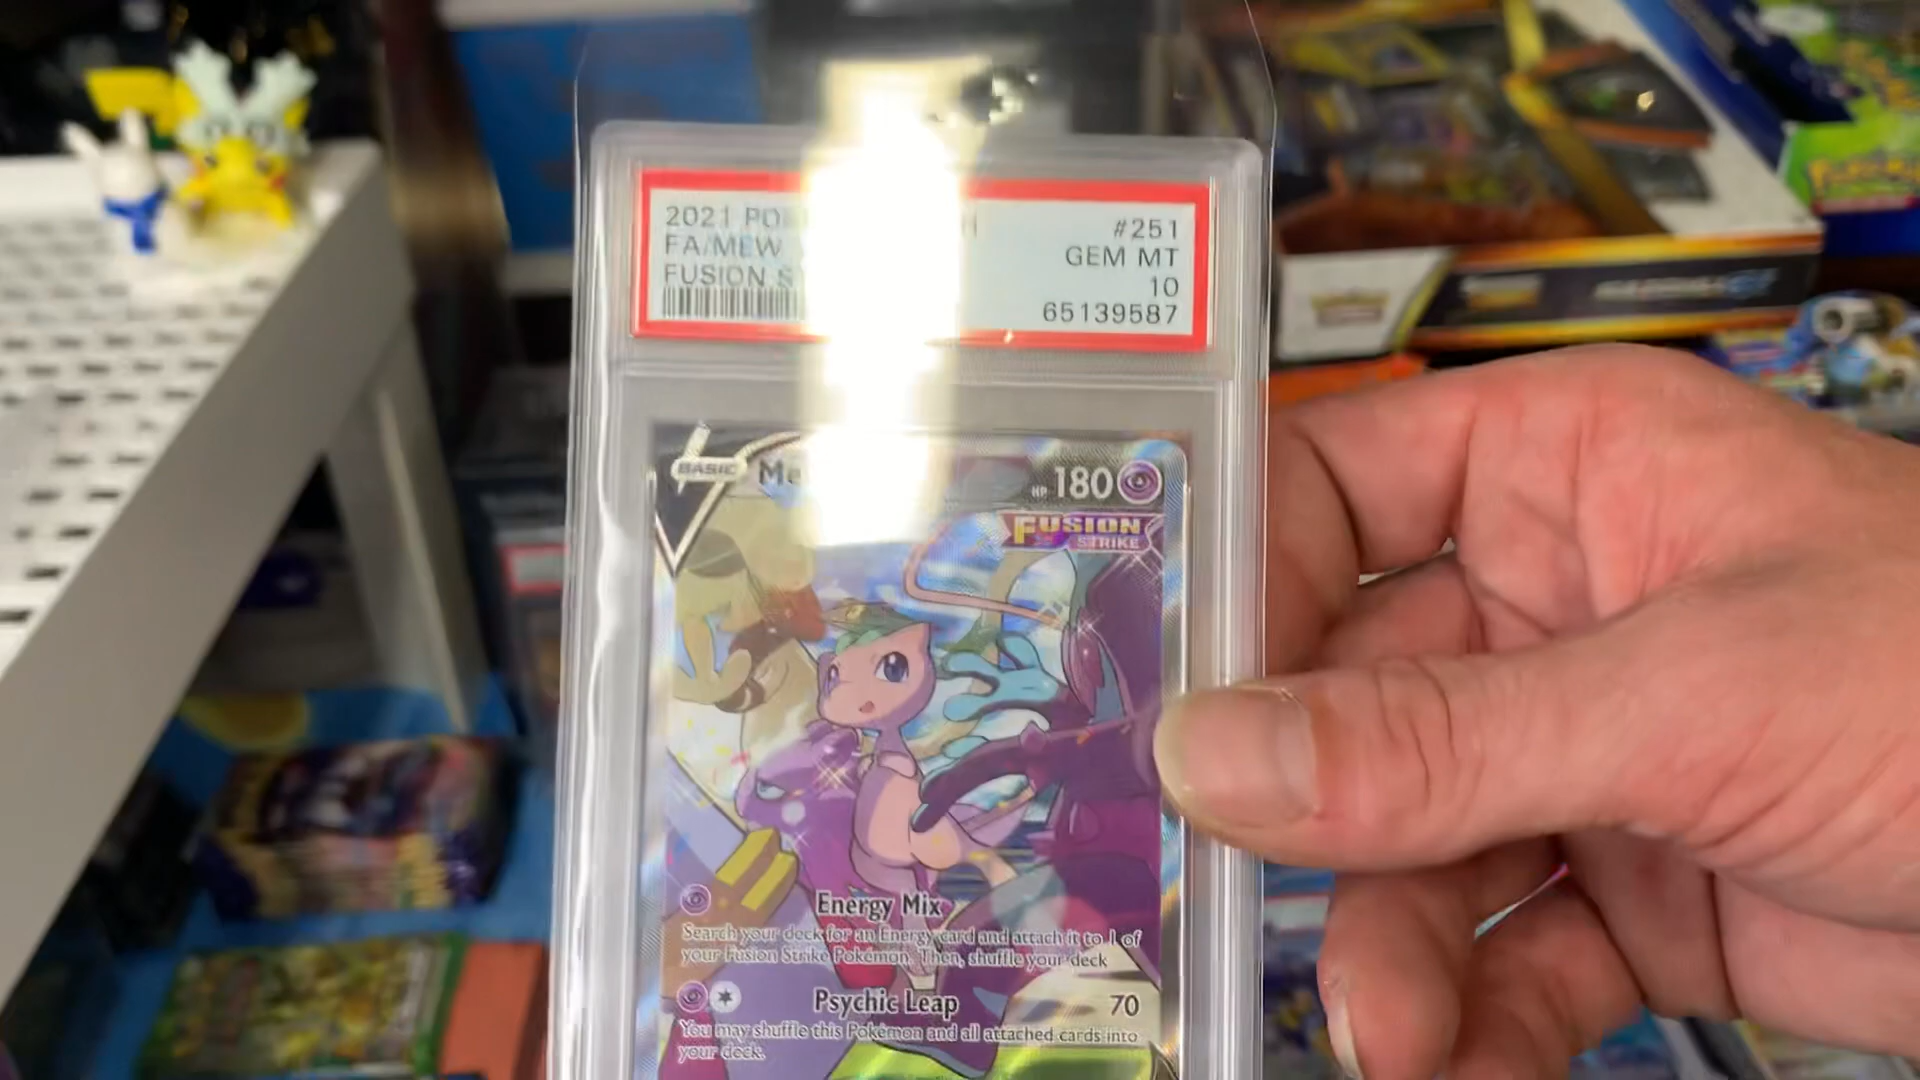 2021 PO
#251
FA/MEW
GEM MT
FUSION S
10
65139587
BASIC
Me
HP 180
FUSION
STRIKE
Energy Mix
Search your deck for an Energy card and attach it to 1 of
your Fusion Strike Pokémon. Then, shuffle your deck
Psychic Leap 70
You may shuffle this Pokémon and all attached cards into
your deck.